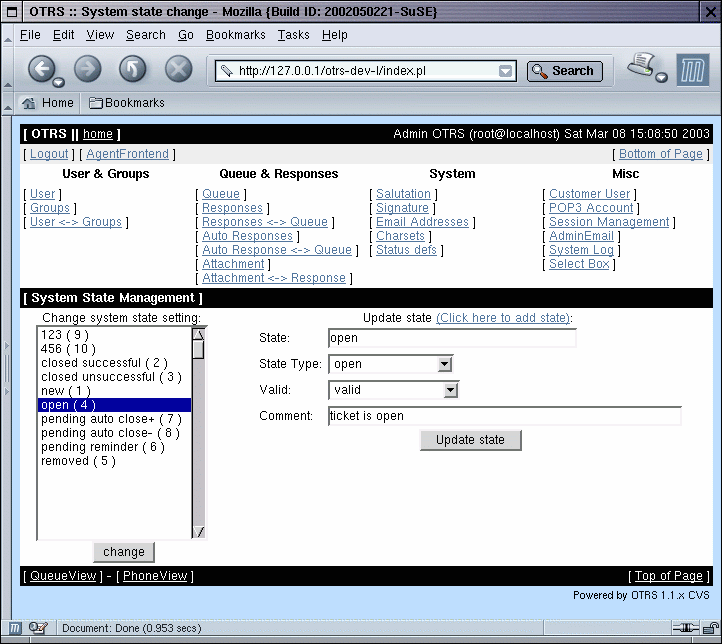 OTRS :: System state change - Mozilla {Build ID: 2002050221-SuSE}
File Edit View Search Go Bookmarks Tasks Help
http://127.0.0.1/otrs-dev-l/index.pl Search
Home Bookmarks
[ OTRS || home ] Admin OTRS (root@localhost) Sat Mar 08 15:08:50 2003
[ Logout ] [ AgentFrontend ] [ Bottom of Page ]
User & Groups Queue & Responses System Misc
[ User ] [ Queue ] [ Salutation ] [ Customer User ]
[ Groups ] [ Responses ] [ Signature ] [ POP3 Account ]
[ User <-> Groups ] [ Responses <-> Queue ] [ Email Addresses ] [ Session Management ]
[ Auto Responses ] [ Charsets ] [ AdminEmail ]
[ Auto Response <-> Queue ] [ Status defs ] [ System Log ]
[ Attachment ] [ Select Box ]
[ Attachment <-> Response ]
[ System State Management ]
Change system state setting:
123 ( 9 )
456 ( 10 )
closed successful ( 2 )
closed unsuccessful ( 3 )
new ( 1 )
open ( 4 )
pending auto close+ ( 7 )
pending auto close- ( 8 )
pending reminder ( 6 )
removed ( 5 )
change
Update state (Click here to add state):
State: open
State Type: open
Valid: valid
Comment: ticket is open
Update state
[ QueueView ] - [ PhoneView ] [ Top of Page ]
Powered by OTRS 1.1.x CVS
Document: Done (0.953 secs)